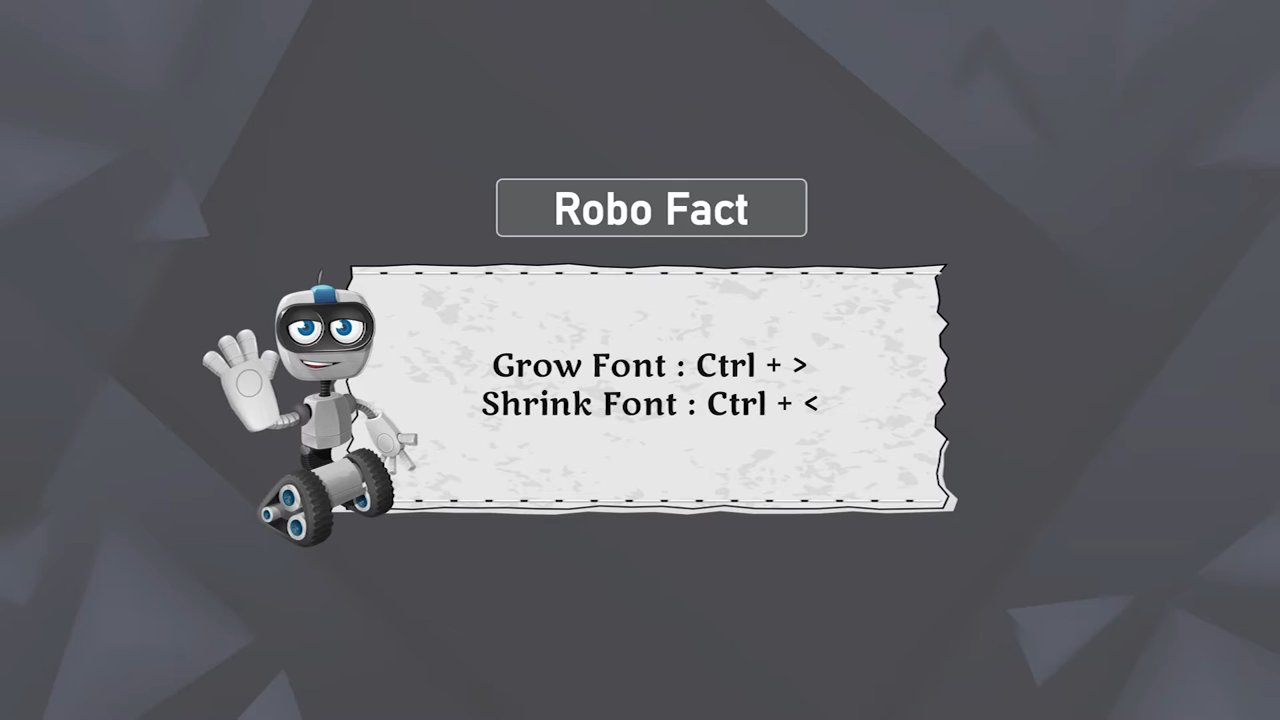 Robo Fact
Grow Font : Ctrl + >
Shrink Font : Ctrl + <